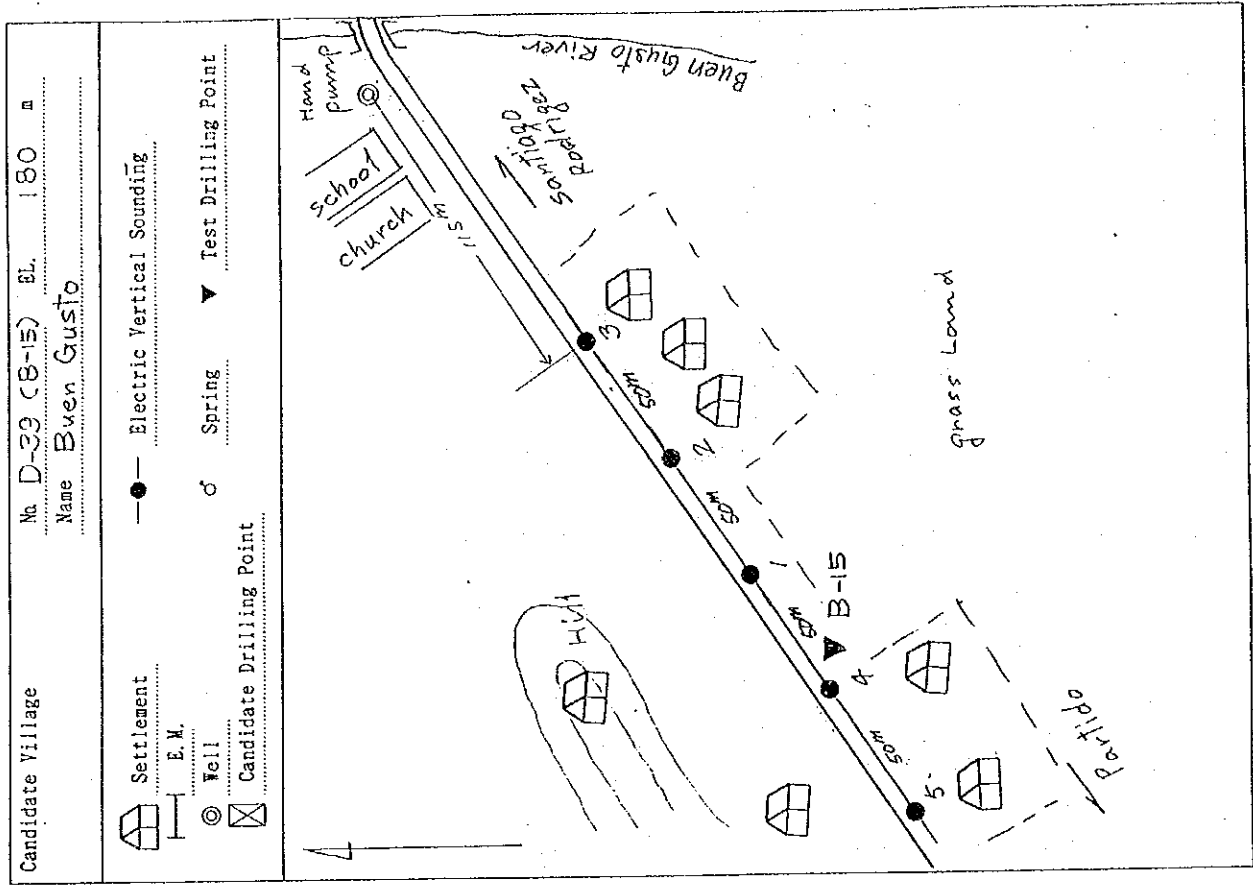 Candidate Village
No. D-39 (B-15) EL. 180 m
Name Buen Gusto
Settlement
Electric Vertical Sounding
E.M.
Well
Spring
Test Drilling Point
Candidate Drilling Point
Hand
pump
school
church
115m
Santiago
Rodrigez
Buen Gusto River
3
50m
2
50m
1
50m
B-15
4
50m
5
Hill
grass Land
Partido